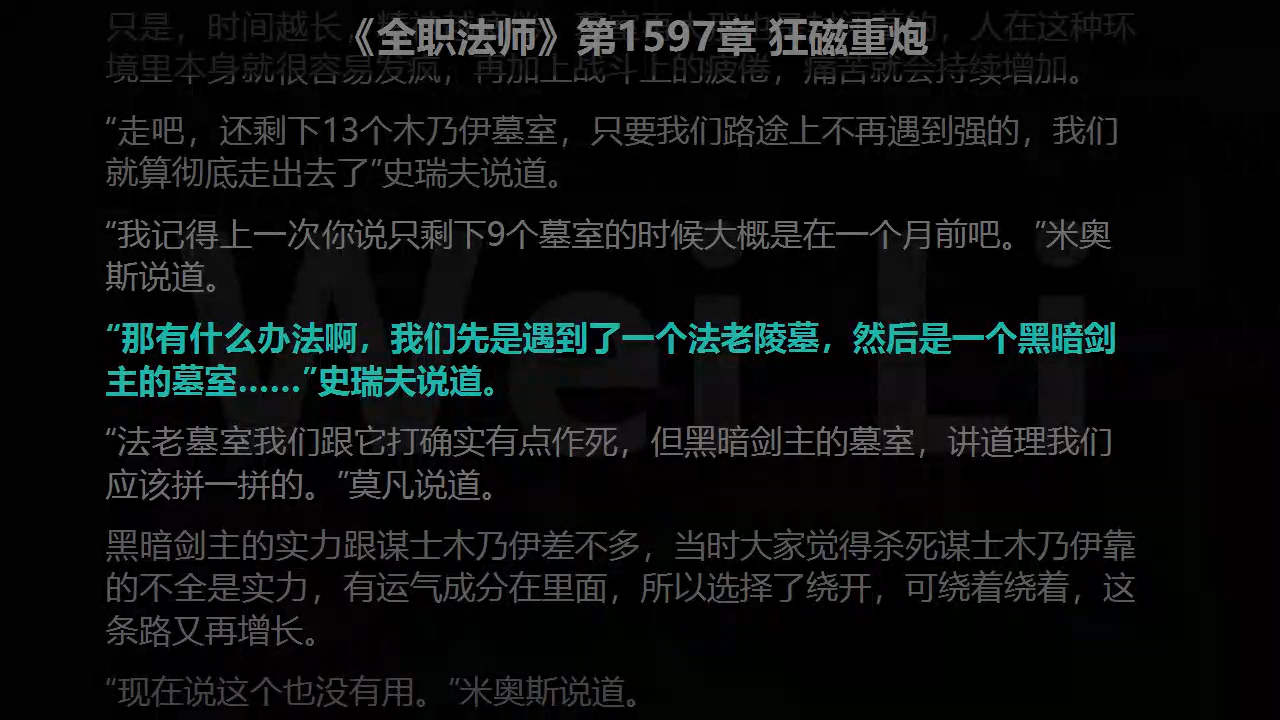 《全职法师》第1597章 狂磁重炮
境里本身就很容易发疯，再加上战斗上的疲倦，痛苦就会持续增加。
“走吧，还剩下13个木乃伊墓室，只要我们路途上不再遇到强的，我们
就算彻底走出去了”史瑞夫说道。
“我记得上一次你说只剩下9个墓室的时候大概是在一个月前吧。“米奥
斯说道。
“那有什么办法啊，我们先是遇到了一个法老陵墓，然后是一个黑暗剑
主的墓室……”史瑞夫说道。
“法老墓室我们跟它打确实有点作死，但黑暗剑主的墓室，讲道理我们
应该拼一拼的。”莫凡说道。
黑暗剑主的实力跟谋士木乃伊差不多，当时大家觉得杀死谋士木乃伊靠
的不全是实力，有运气成分在里面，所以选择了绕开，可绕着绕着，这
条路又再增长。
“现在说这个也没有用。“米奥斯说道。
Wei Li